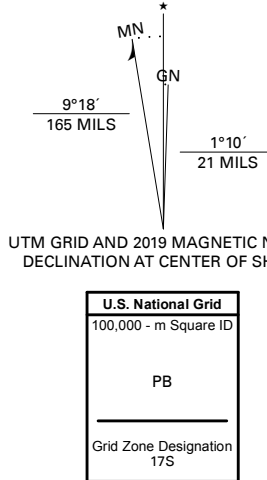 ★
MN
GN
9°18´
165 MILS
1°10´
21 MILS
UTM GRID AND 2019 MAGNETIC N
DECLINATION AT CENTER OF SH
U.S. National Grid
100,000 - m Square ID
PB
Grid Zone Designation
17S